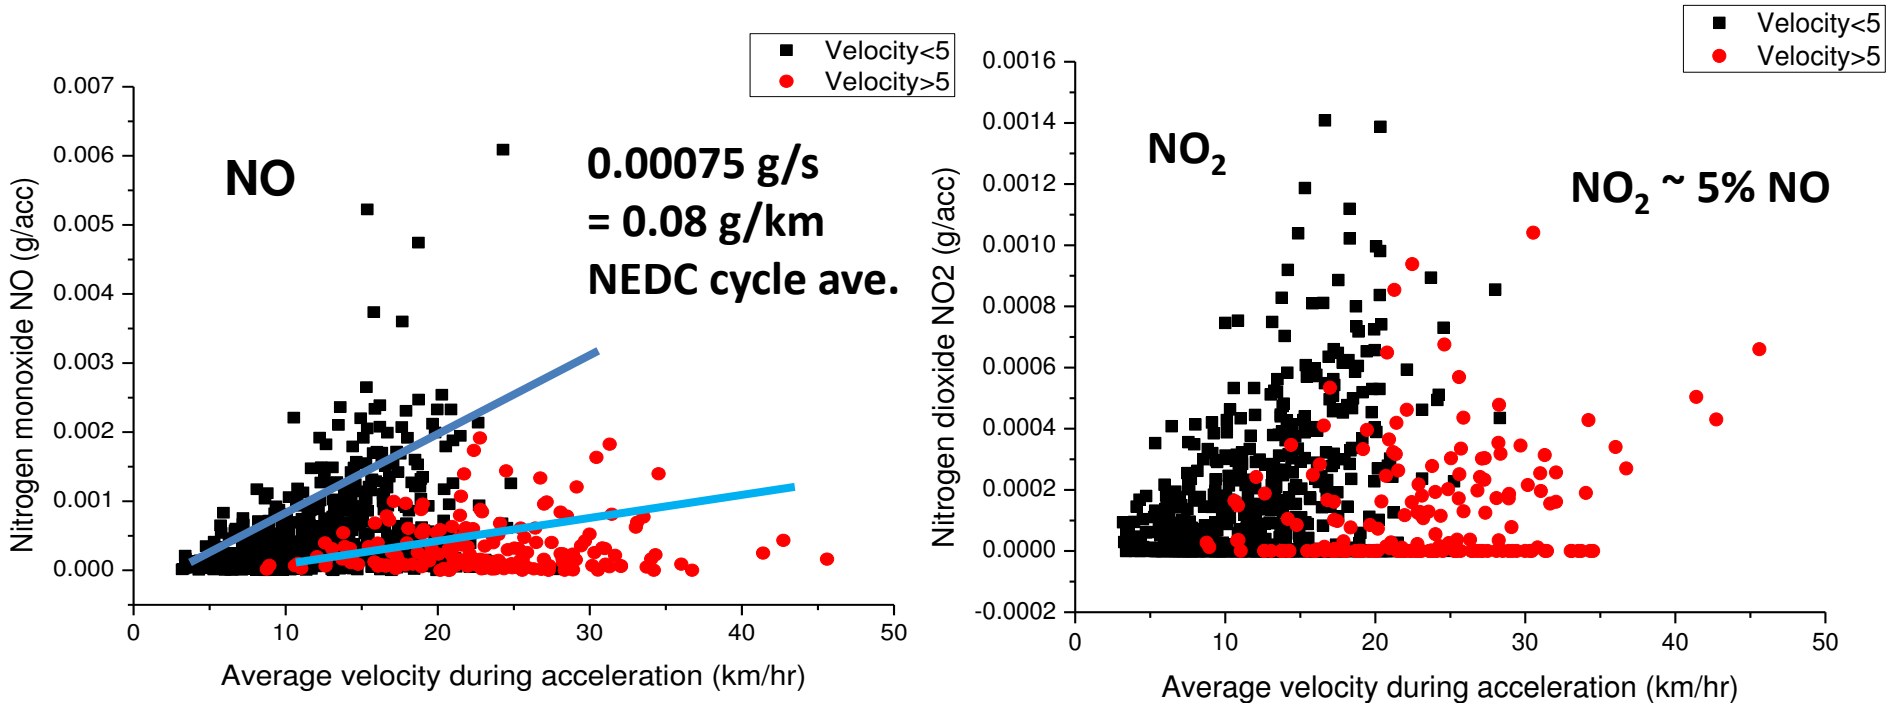 Velocity<5
Velocity>5
0.007
0.006
0.005
0.004
0.003
0.002
0.001
0.000
0 10 20 30 40 50
Nitrogen monoxide NO (g/acc)
Average velocity during acceleration (km/hr)
NO
0.00075 g/s
= 0.08 g/km
NEDC cycle ave.
Velocity<5
Velocity>5
0.0016
0.0014
0.0012
0.0010
0.0008
0.0006
0.0004
0.0002
0.0000
-0.0002
0 10 20 30 40 50
Nitrogen dioxide NO2 (g/acc)
Average velocity during acceleration (km/hr)
NO₂
NO₂ ~ 5% NO